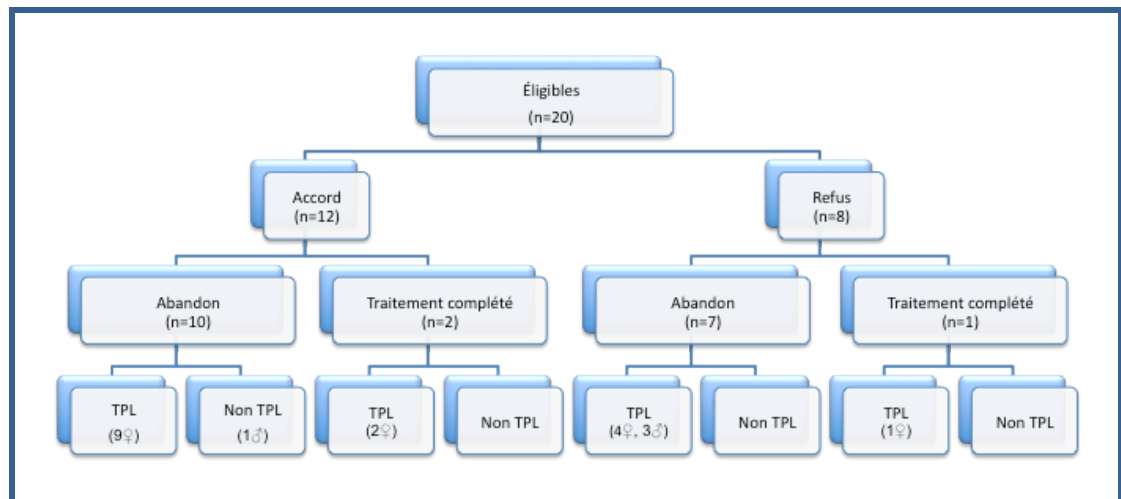 Éligibles
(n=20)
Accord
(n=12)
Refus
(n=8)
Abandon
(n=10)
Traitement complété
(n=2)
Abandon
(n=7)
Traitement complété
(n=1)
TPL
(9♀)
Non TPL
(1♂)
TPL
(2♀)
Non TPL
TPL
(4♀, 3♂)
Non TPL
TPL
(1♀)
Non TPL